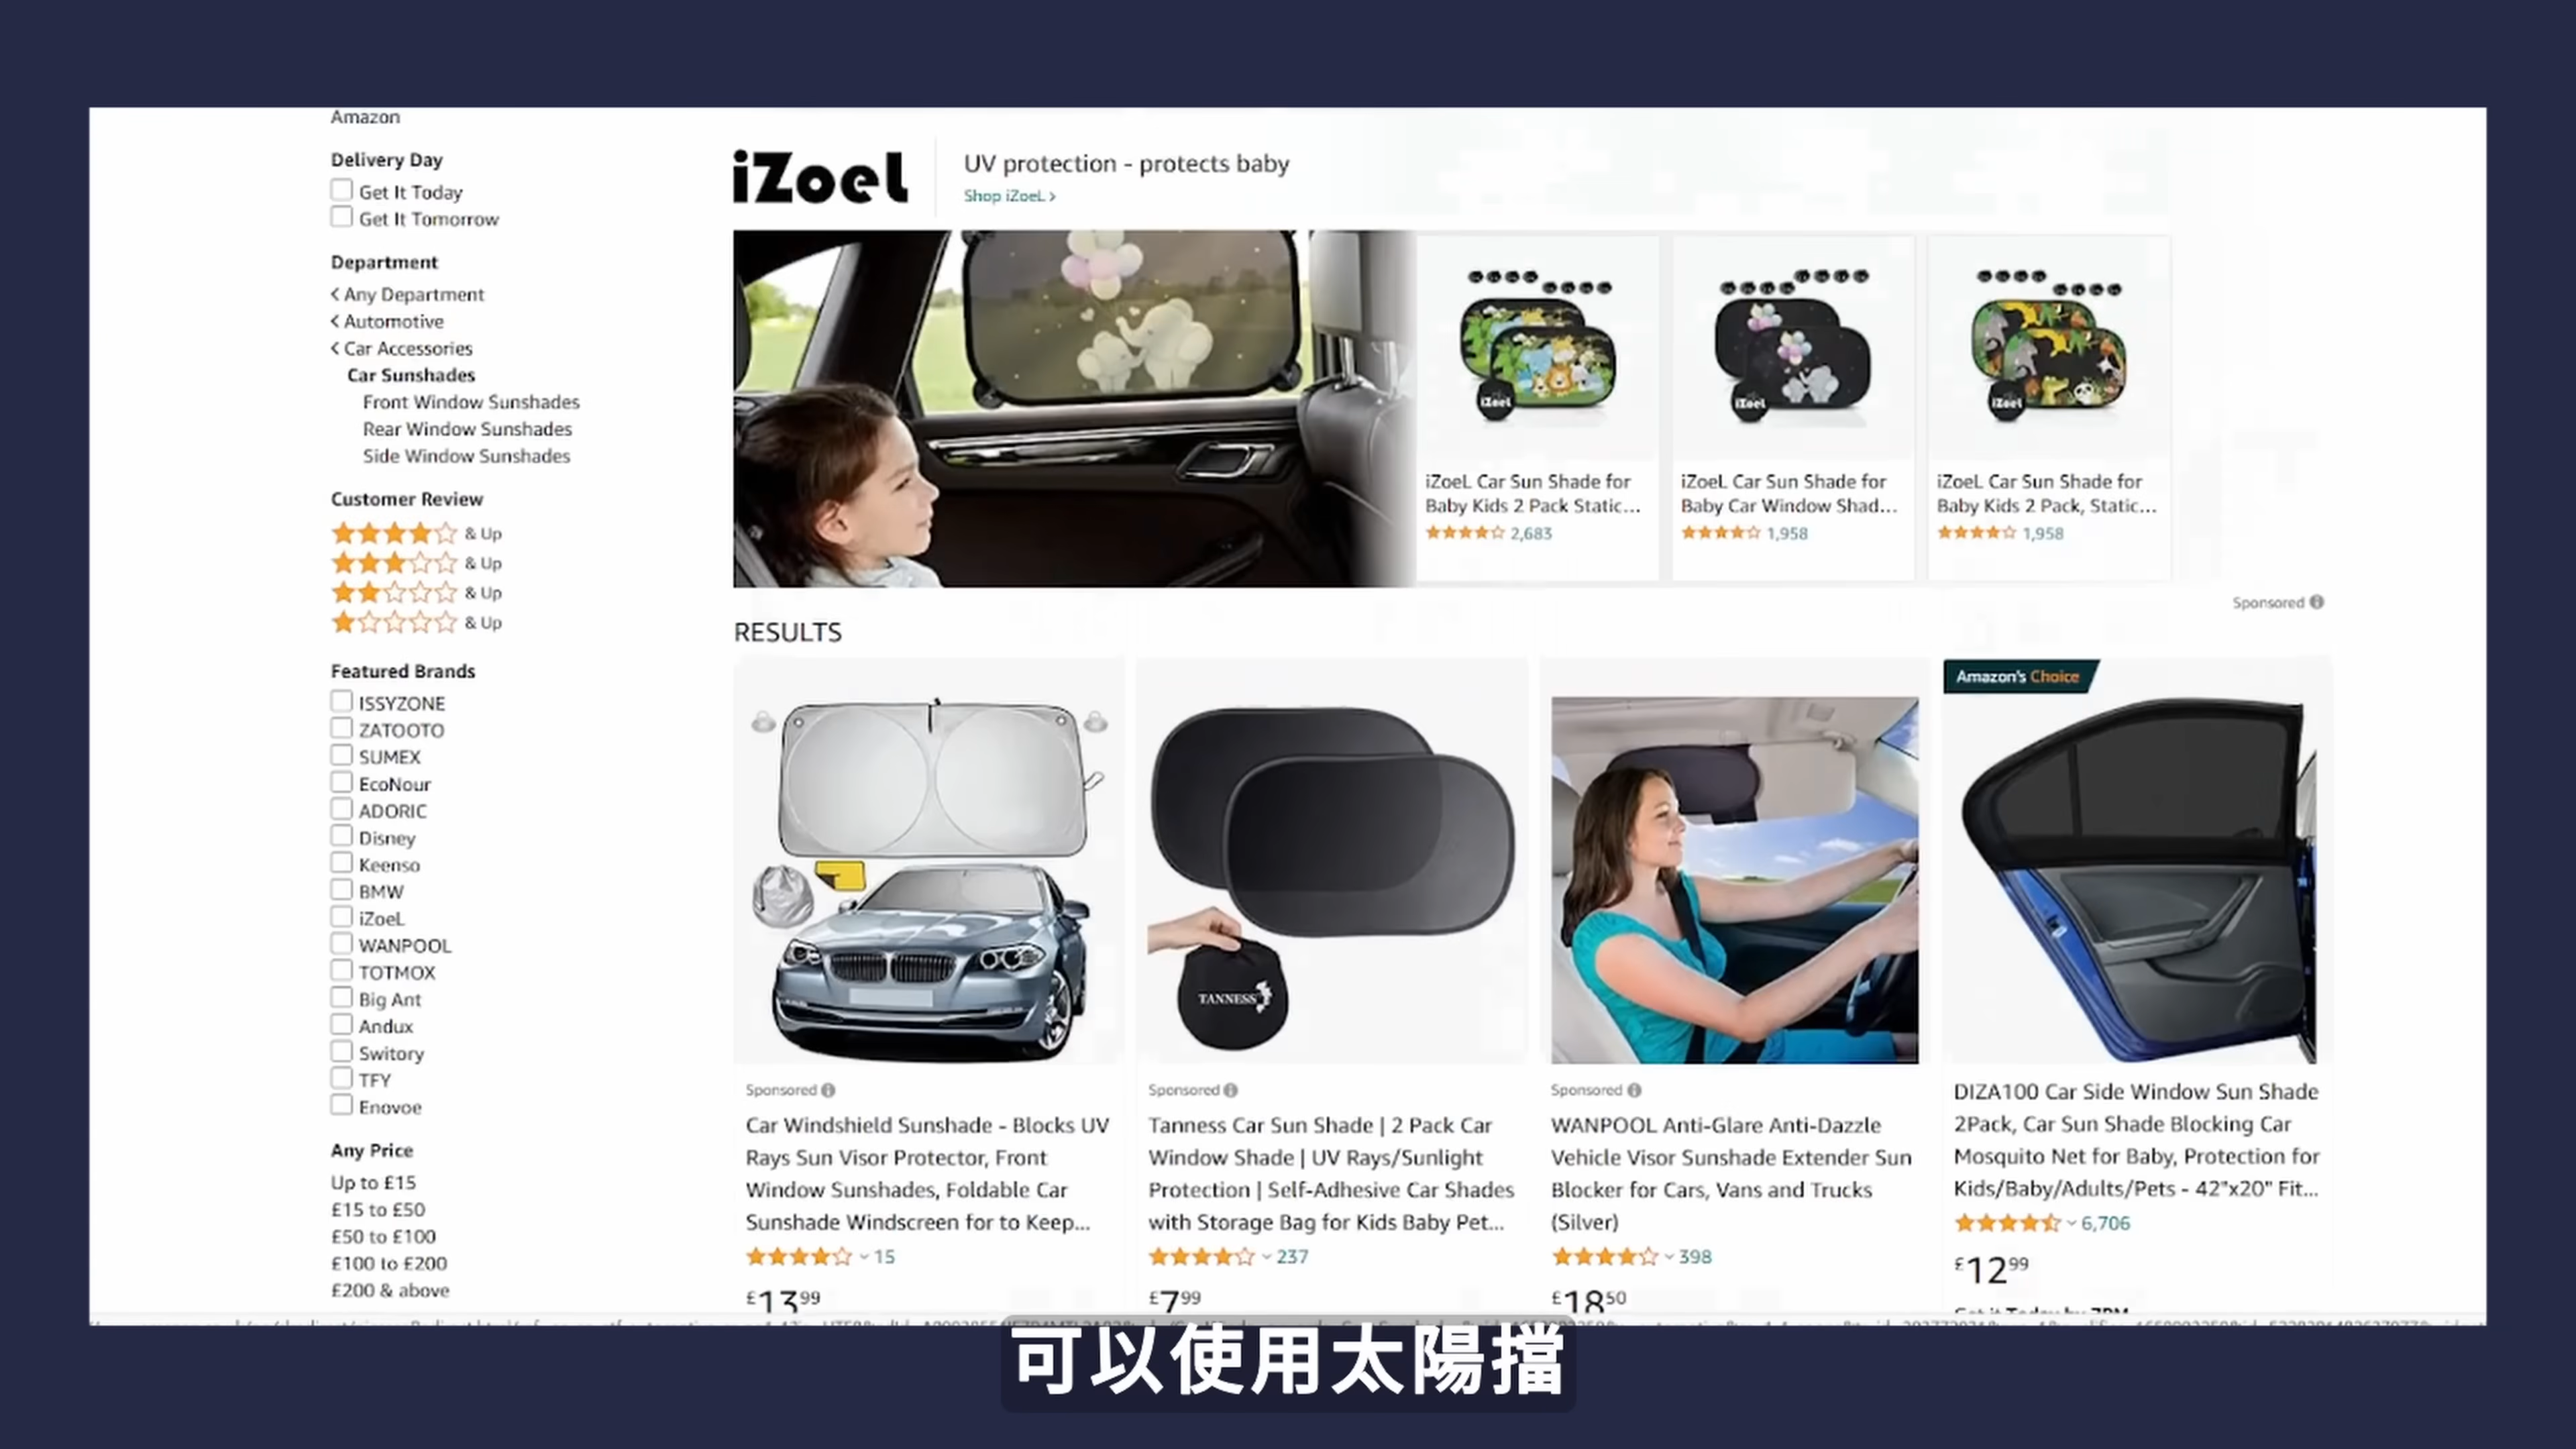 Amazon
Delivery Day
Get It Today
Get It Tomorrow
Department
< Any Department
< Automotive
< Car Accessories
Car Sunshades
Front Window Sunshades
Rear Window Sunshades
Side Window Sunshades
Customer Review
& Up
& Up
& Up
& Up
Featured Brands
ISSYZONE
ZATOOTO
SUMEX
EcoNour
ADORIC
Disney
Keenso
BMW
iZoeL
WANPOOL
TOTMOX
Big Ant
Andux
Switory
TFY
Enovoe
Any Price
Up to £15
£15 to £50
£50 to £100
£100 to £200
£200 & above
iZoeL
UV protection - protects baby
Shop iZoeL ›
iZoeL
iZoeL Car Sun Shade for
Baby Kids 2 Pack Static...
2,683
iZoeL
iZoeL Car Sun Shade for
Baby Car Window Shad...
1,958
iZoeL
iZoeL Car Sun Shade for
Baby Kids 2 Pack, Static...
1,958
Sponsored
RESULTS
Sponsored
Car Windshield Sunshade - Blocks UV
Rays Sun Visor Protector, Front
Window Sunshades, Foldable Car
Sunshade Windscreen for to Keep...
15
£13.99
TANNESS
Sponsored
Tanness Car Sun Shade | 2 Pack Car
Window Shade | UV Rays/Sunlight
Protection | Self-Adhesive Car Shades
with Storage Bag for Kids Baby Pet...
237
£7.99
Sponsored
WANPOOL Anti-Glare Anti-Dazzle
Vehicle Visor Sunshade Extender Sun
Blocker for Cars, Vans and Trucks
(Silver)
398
£18.50
Amazon's Choice
DIZA100 Car Side Window Sun Shade
2Pack, Car Sun Shade Blocking Car
Mosquito Net for Baby, Protection for
Kids/Baby/Adults/Pets - 42"x20" Fit...
6,706
£12.99
Get it Today by 7PM
可以使用太陽擋